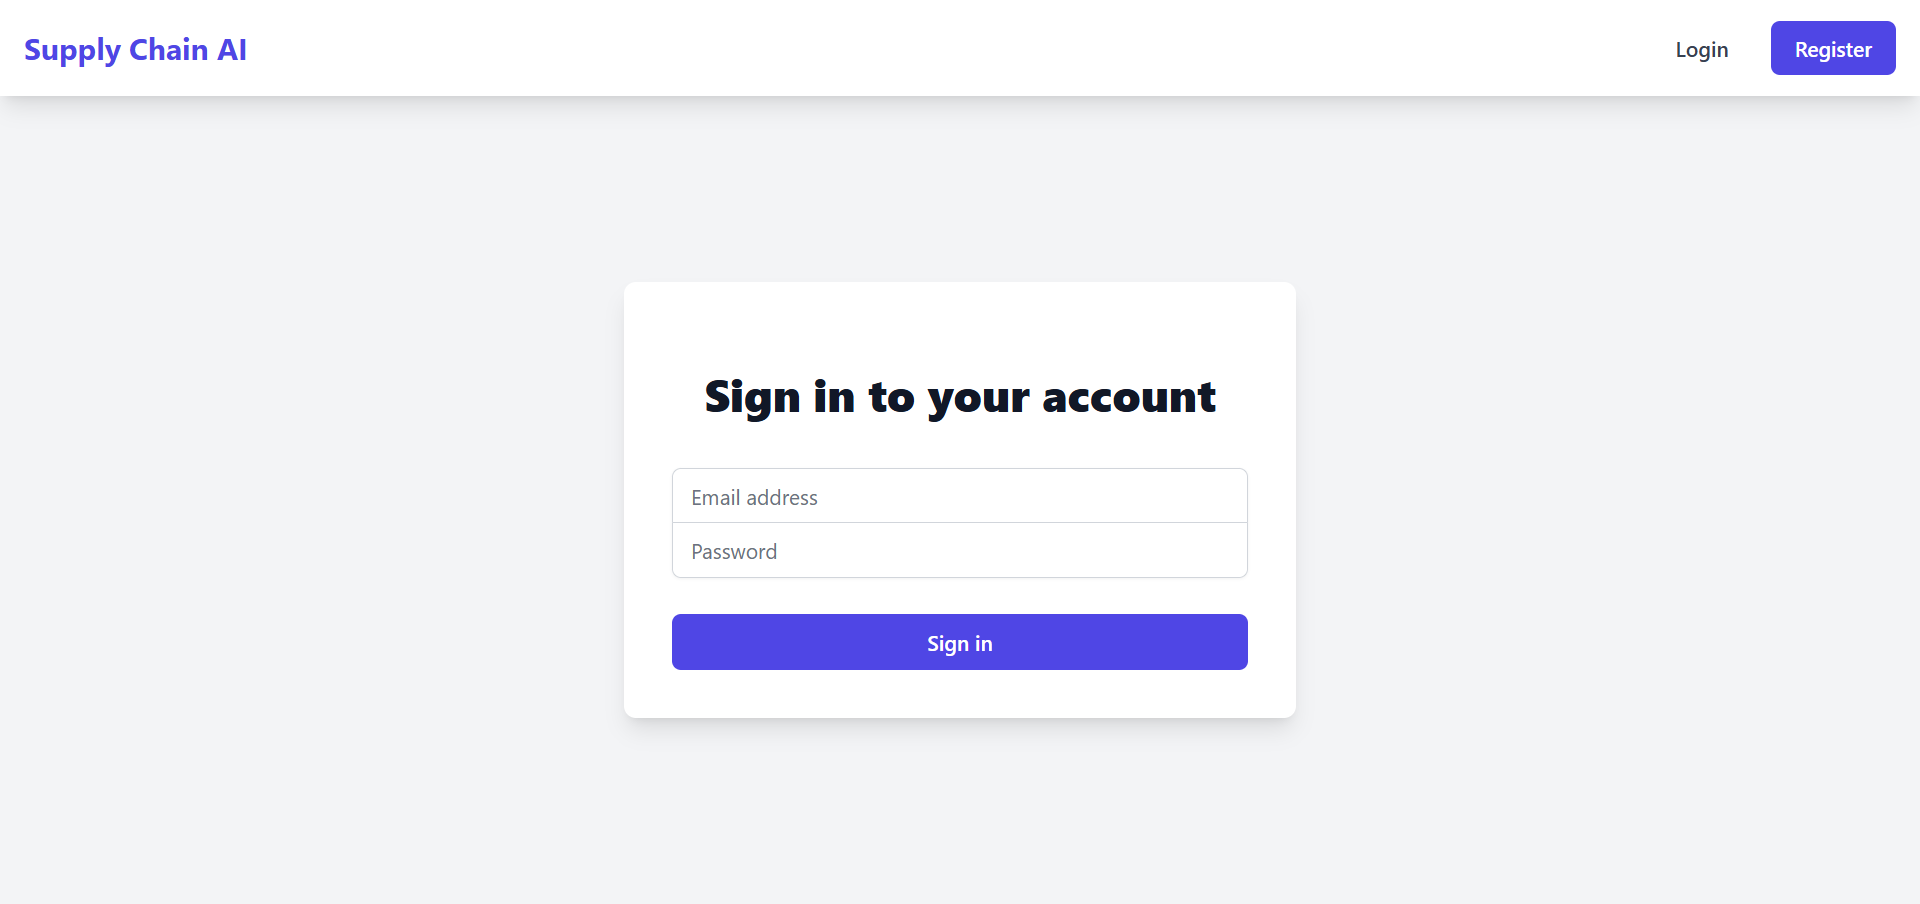 Supply Chain AI
Login
Register
Sign in to your account
Email address
Password
Sign in